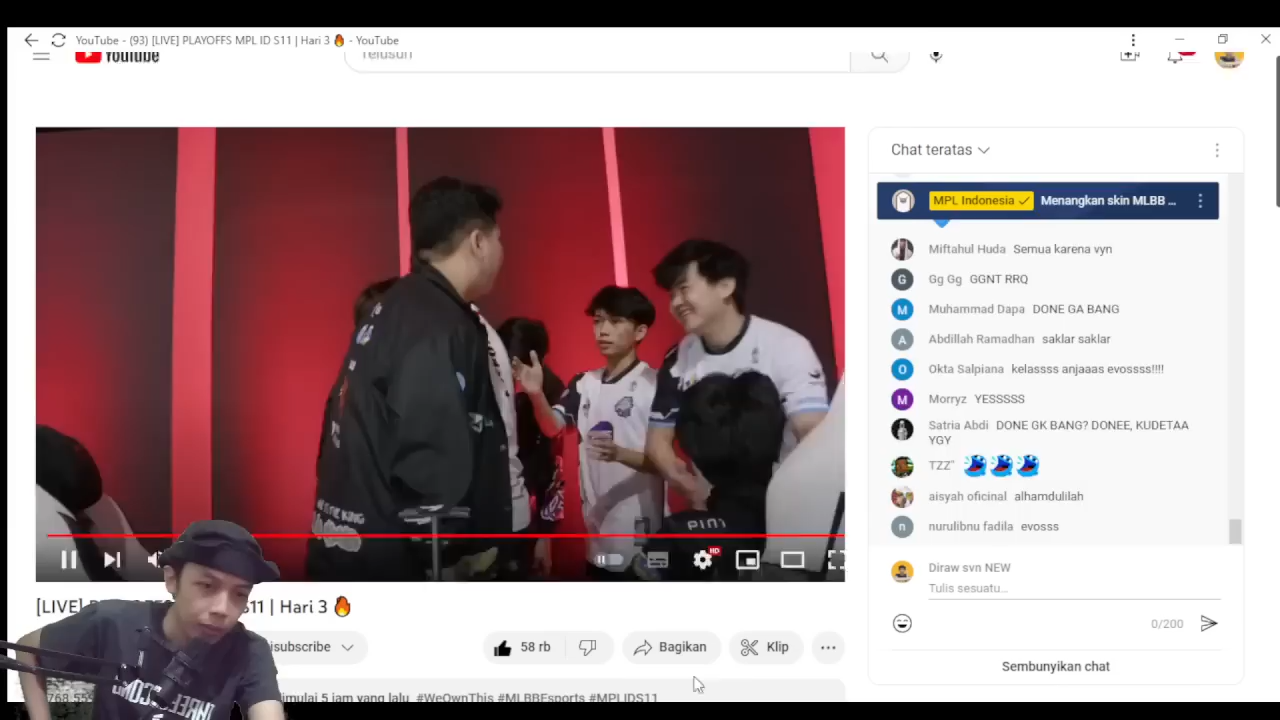 YouTube - (93) [LIVE] PLAYOFFS MPL ID S11 | Hari 3 🔥 - YouTube
YouTube
Telusuri
Chat teratas
MPL Indonesia Menangkan skin MLBB ...
Miftahul Huda Semua karena vyn
Gg Gg GGNT RRQ
Muhammad Dapa DONE GA BANG
Abdillah Ramadhan saklar saklar
Okta Salpiana kelassss anjaaas evossss!!!!
Morryz YESSSSS
Satria Abdi DONE GK BANG? DONEE, KUDETAA
YGY
TZZ"
aisyah oficinal alhamdulilah
nurulibnu fadila evosss
HD
Diraw svn NEW
Tulis sesuatu...
0/200
Sembunyikan chat
[LIVE] S11 | Hari 3 🔥
58 rb
Bagikan
Klip
5 jam yang lalu #WeOwnThis #MLBBEsports #MPLIDS11